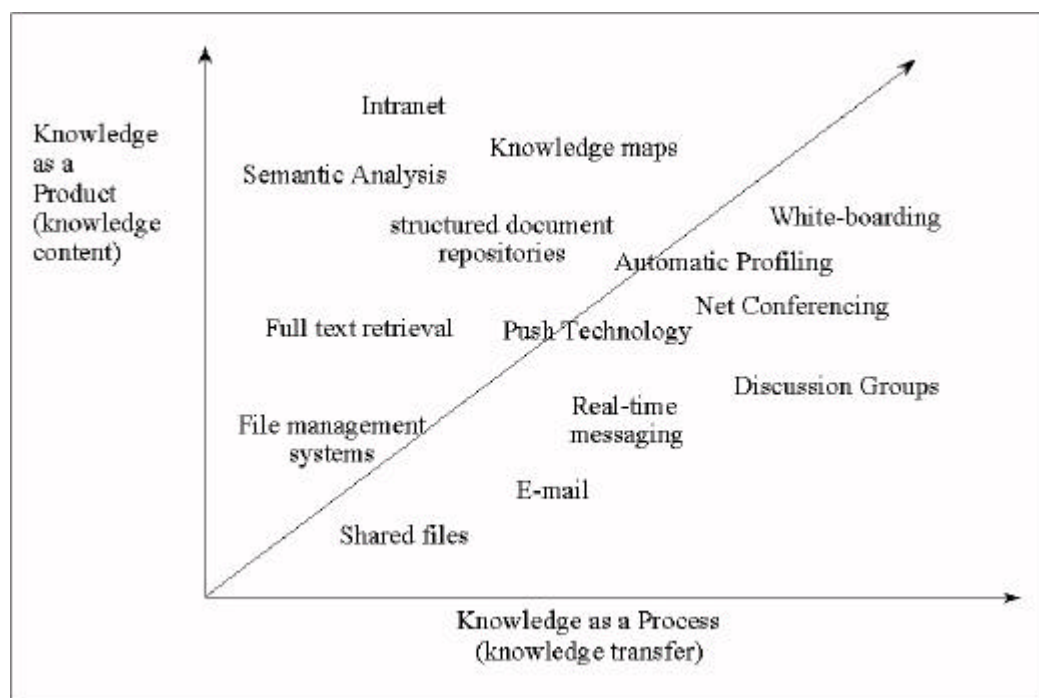 Intranet
Knowledge
as a
Product
(knowledge
content)
Knowledge maps
Semantic Analysis
structured document
repositories
White-boarding
Automatic Profiling
Net Conferencing
Full text retrieval
Push Technology
Discussion Groups
Real-time
messaging
File management
systems
E-mail
Shared files
Knowledge as a Process
(knowledge transfer)